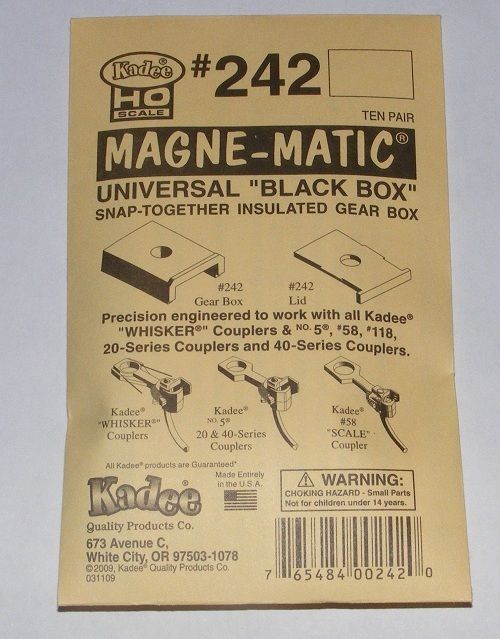 Kadee® #242
HO
SCALE
TEN PAIR
MAGNE-MATIC®
UNIVERSAL "BLACK BOX"
SNAP-TOGETHER INSULATED GEAR BOX
#242
Gear Box
#242
Lid
Precision engineered to work with all Kadee®
"WHISKER®" Couplers & NO. 5®, #58, #118,
20-Series Couplers and 40-Series Couplers.
Kadee®
"WHISKER®"
Couplers
Kadee®
NO. 5®
20 & 40-Series
Couplers
Kadee®
#58
"SCALE"
Coupler
All Kadee® products are Guaranteed*
Made Entirely
in the U.S.A.
Kadee®
Quality Products Co.
673 Avenue C,
White City, OR 97503-1078
©2009, Kadee® Quality Products Co.
031109
WARNING:
CHOKING HAZARD - Small Parts
Not for children under 14 years.
7 65484 00242 0